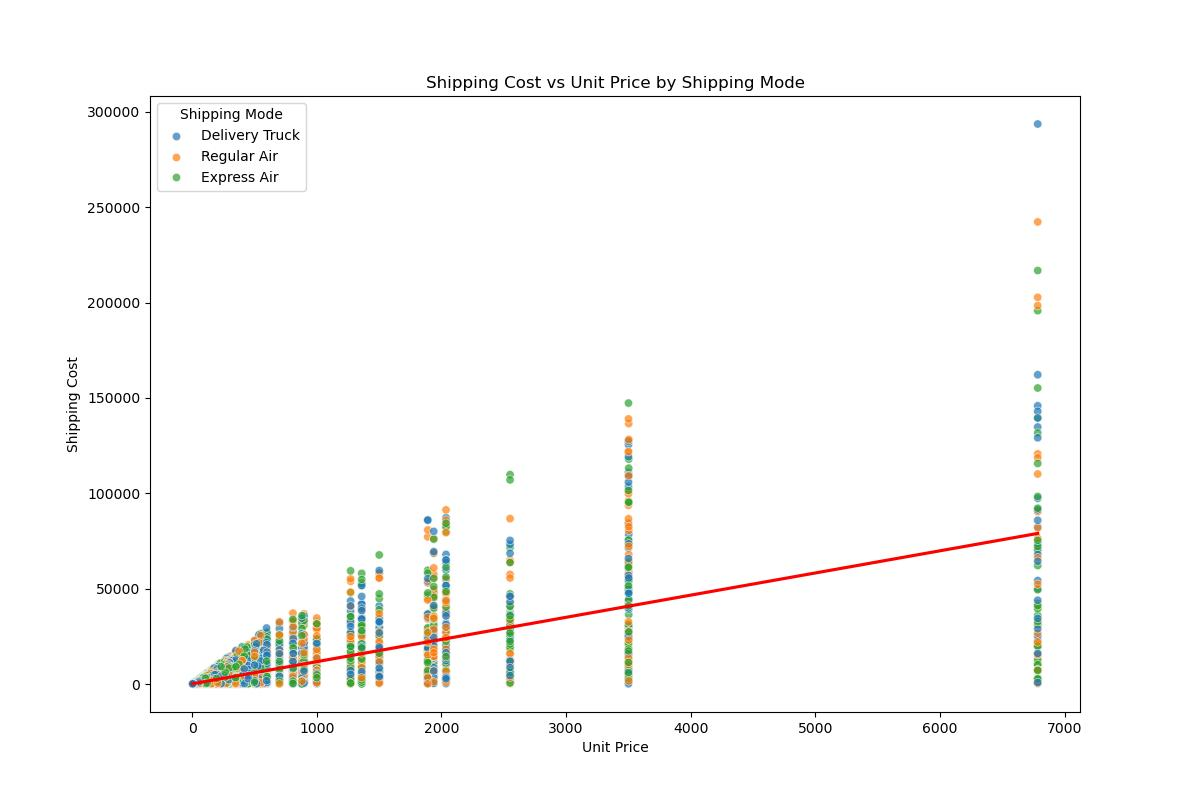 Shipping Cost vs Unit Price by Shipping Mode
Shipping Mode
Delivery Truck
Regular Air
Express Air
300000
250000
200000
150000
100000
50000
0
Shipping Cost
0 1000 2000 3000 4000 5000 6000 7000
Unit Price